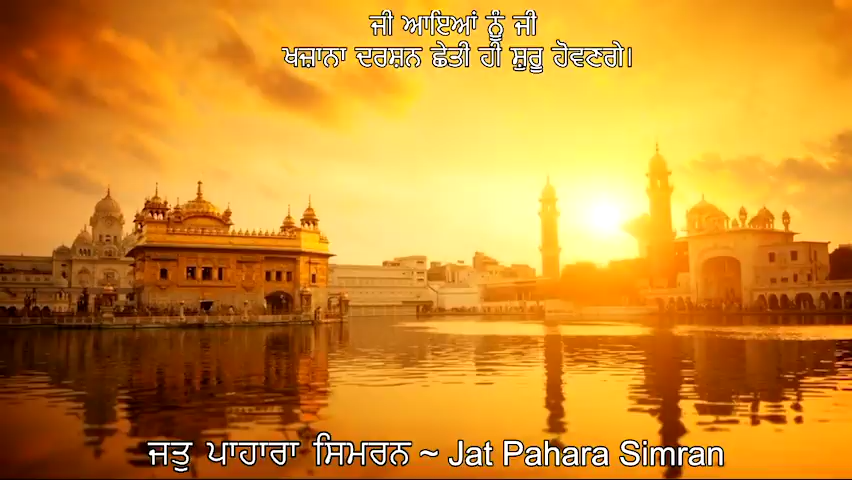 ਜੀ ਆਇਆਂ ਨੂੰ ਜੀ
ਖਜ਼ਾਨਾ ਦਰਸ਼ਨ ਛੇਤੀ ਹੀ ਸ਼ੁਰੂ ਹੋਵਣਗੇ।
ਜਤੁ ਪਾਹਾਰਾ ਸਿਮਰਨ ~ Jat Pahara Simran